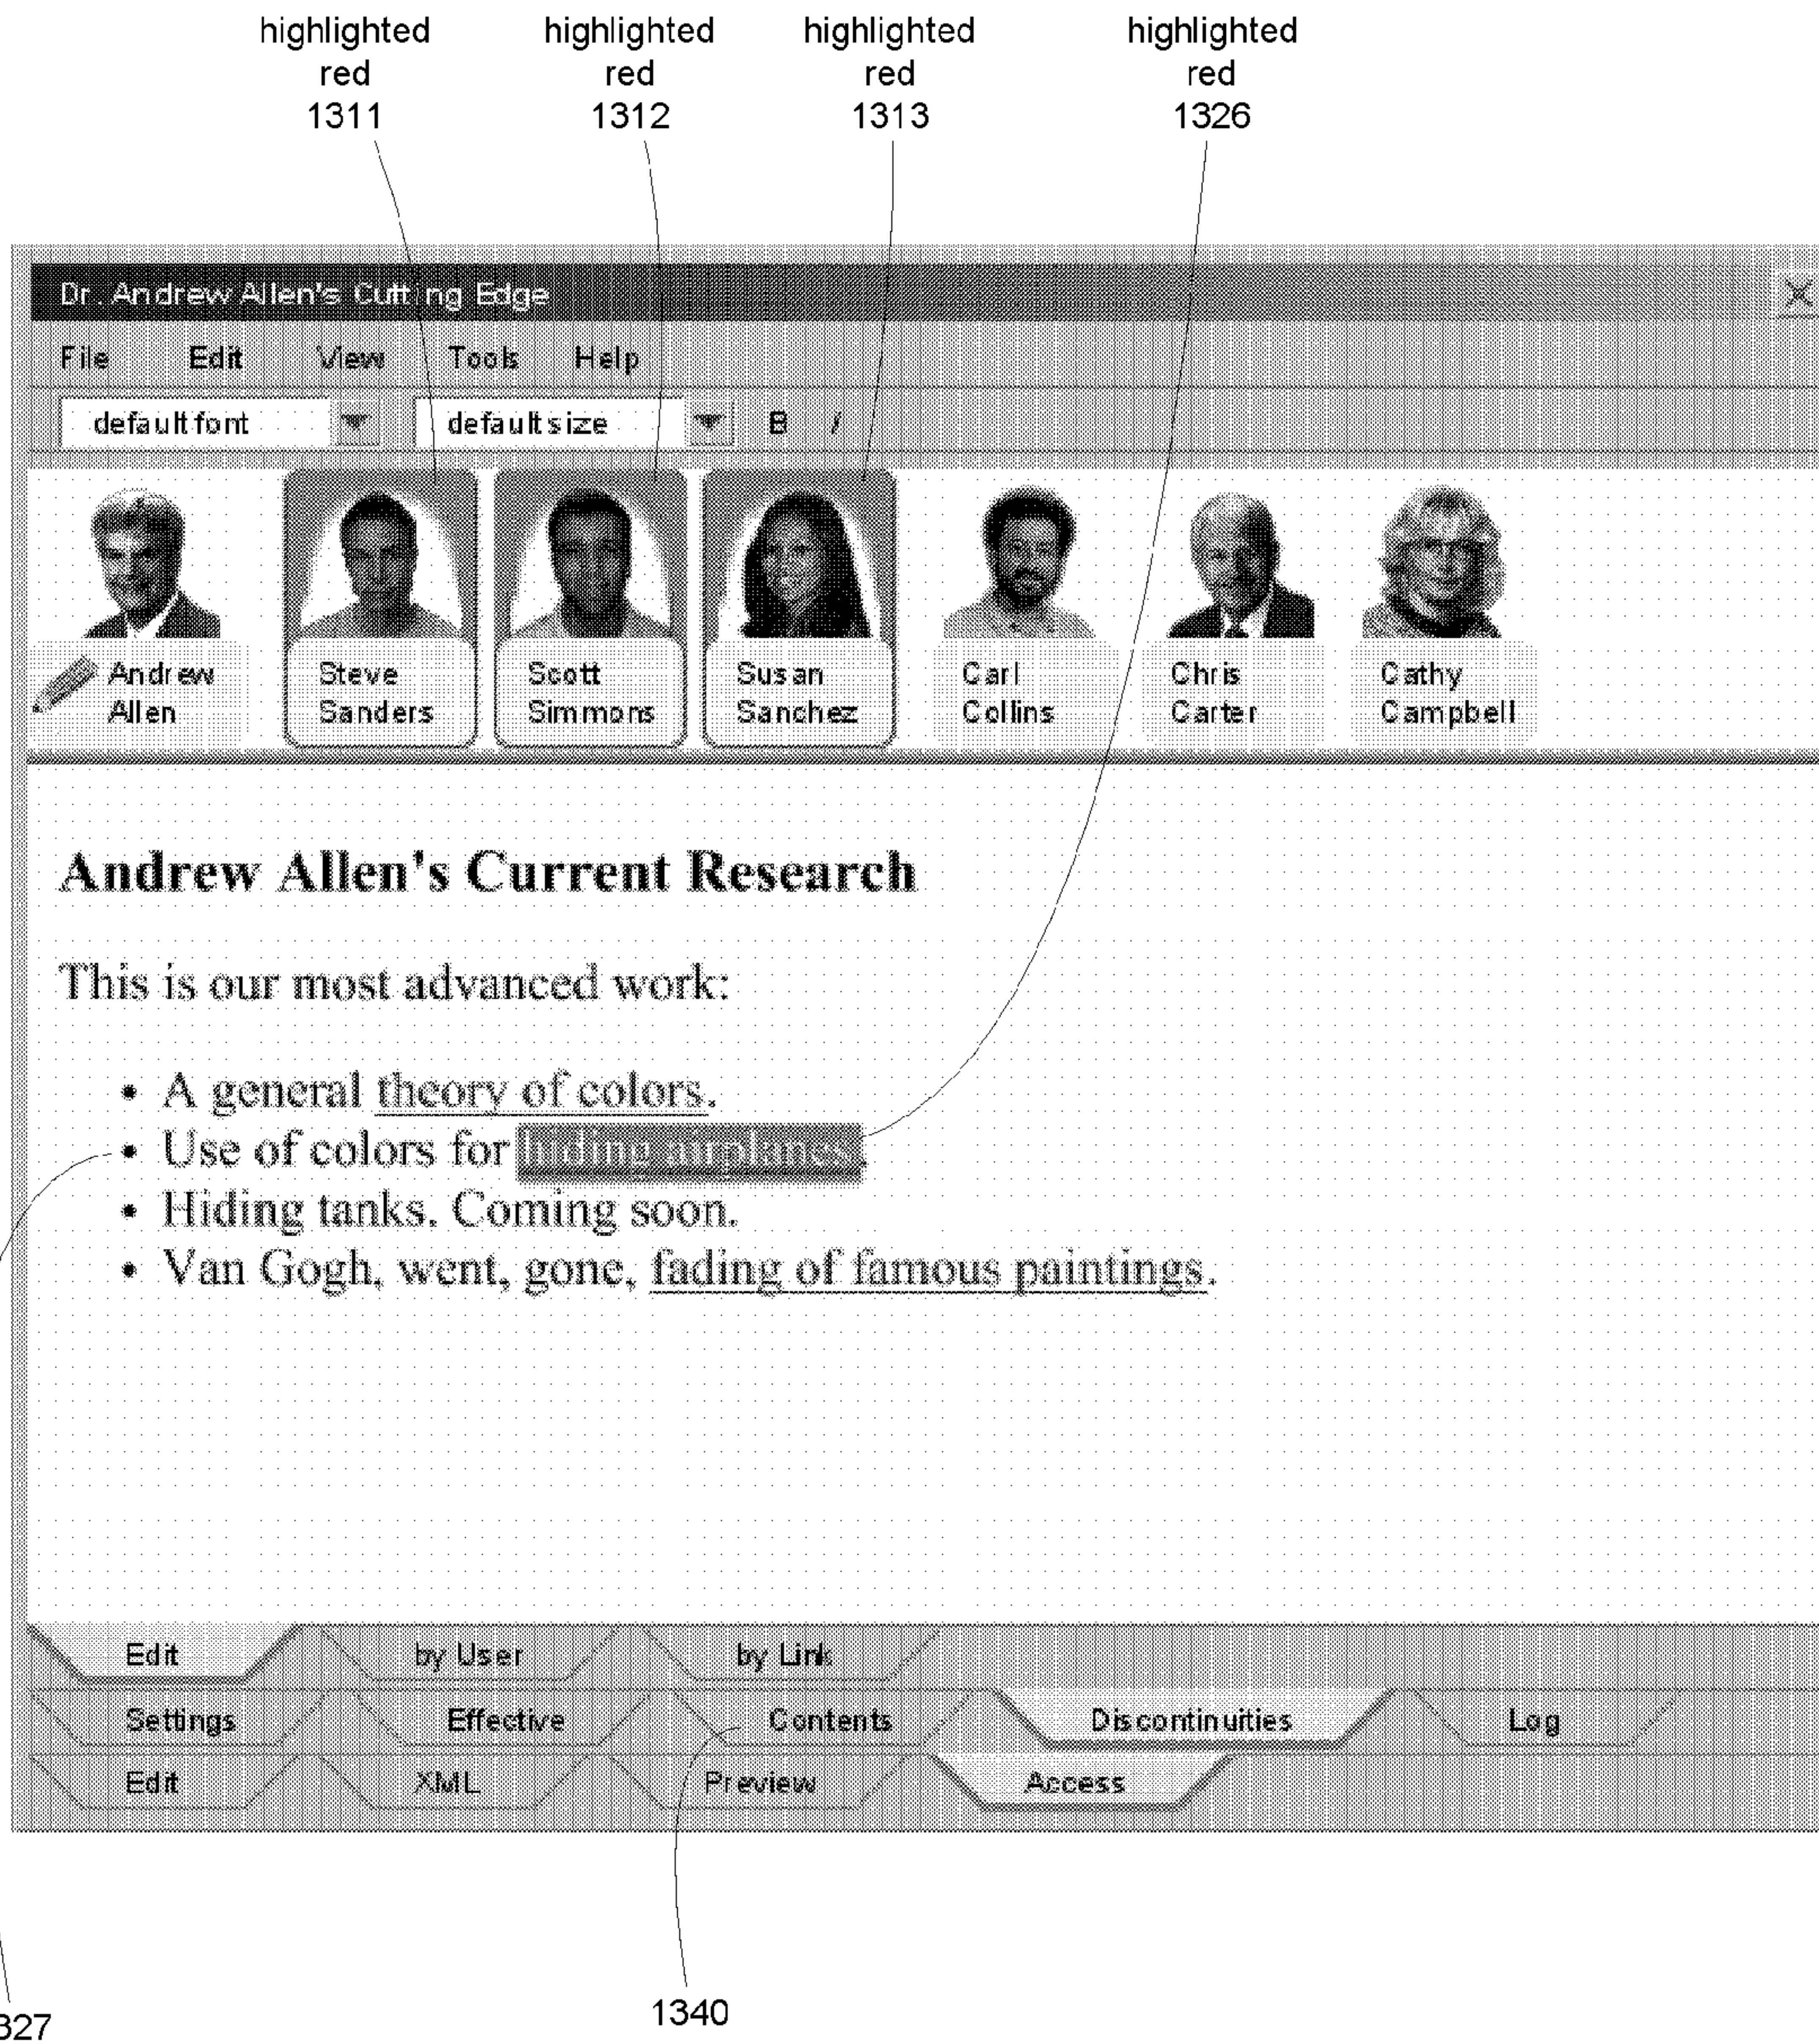 highlighted highlighted highlighted highlighted
red red red red
1311 1312 1313 1326
Dr. Andrew Allen's Cutting Edge
File Edit View Tools Help
default font default size B I
Andrew Steve Scott Susan Carl Chris Cathy
Allen Sanders Simmons Sanchez Collins Carter Campbell
Andrew Allen's Current Research
This is our most advanced work:
• A general theory of colors.
• Use of colors for hiding airplanes.
• Hiding tanks. Coming soon.
• Van Gogh, went, gone, fading of famous paintings.
Edit by User by Link
Settings Effective Contents Discontinuities Log
Edit XML Preview Access
1340
327